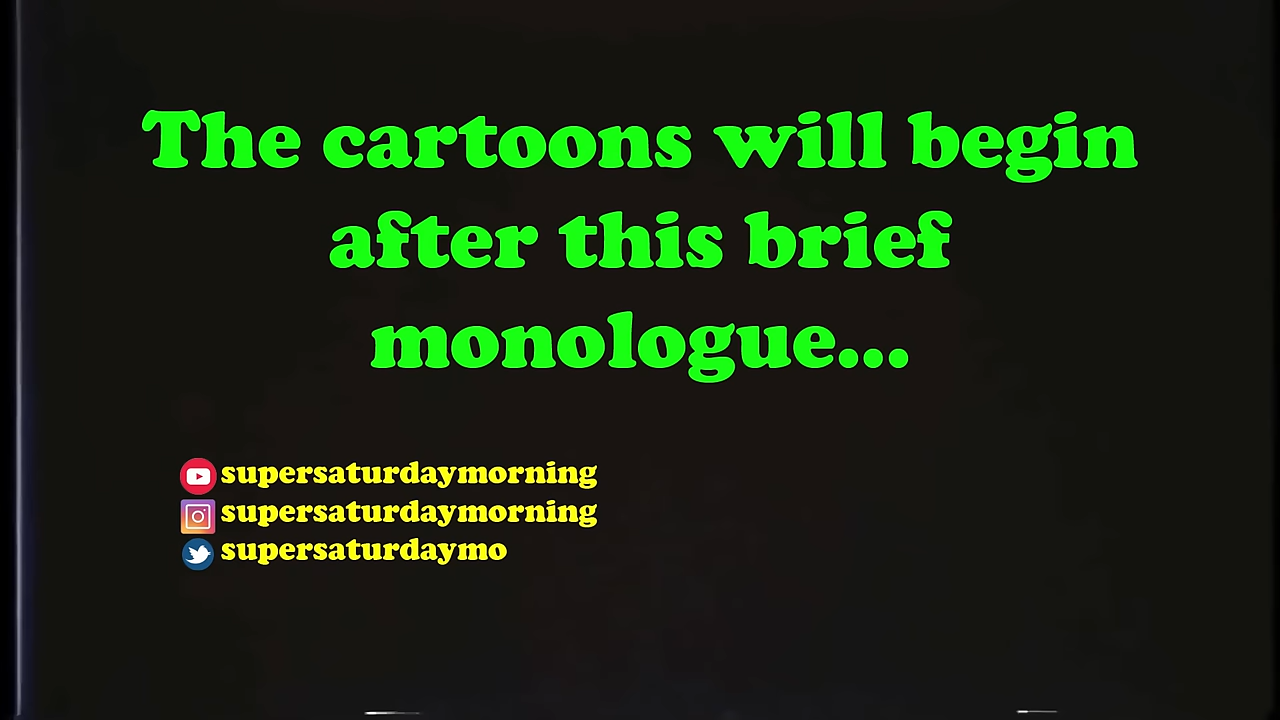 The cartoons will begin
after this brief
monologue...
supersaturdaymorning
supersaturdaymorning
supersaturdaymo